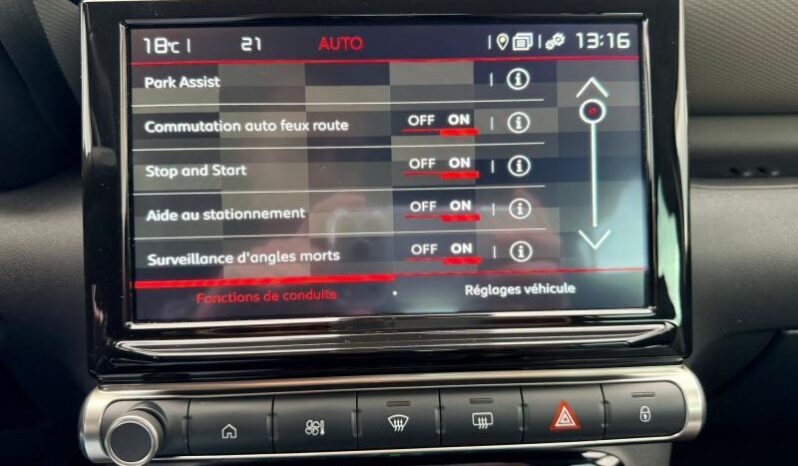 18°C 21 AUTO 13:16
Park Assist
Commutation auto feux route OFF ON
Stop and Start OFF ON
Aide au stationnement OFF ON
Surveillance d'angles morts OFF ON
Fonctions de conduite Réglages véhicule